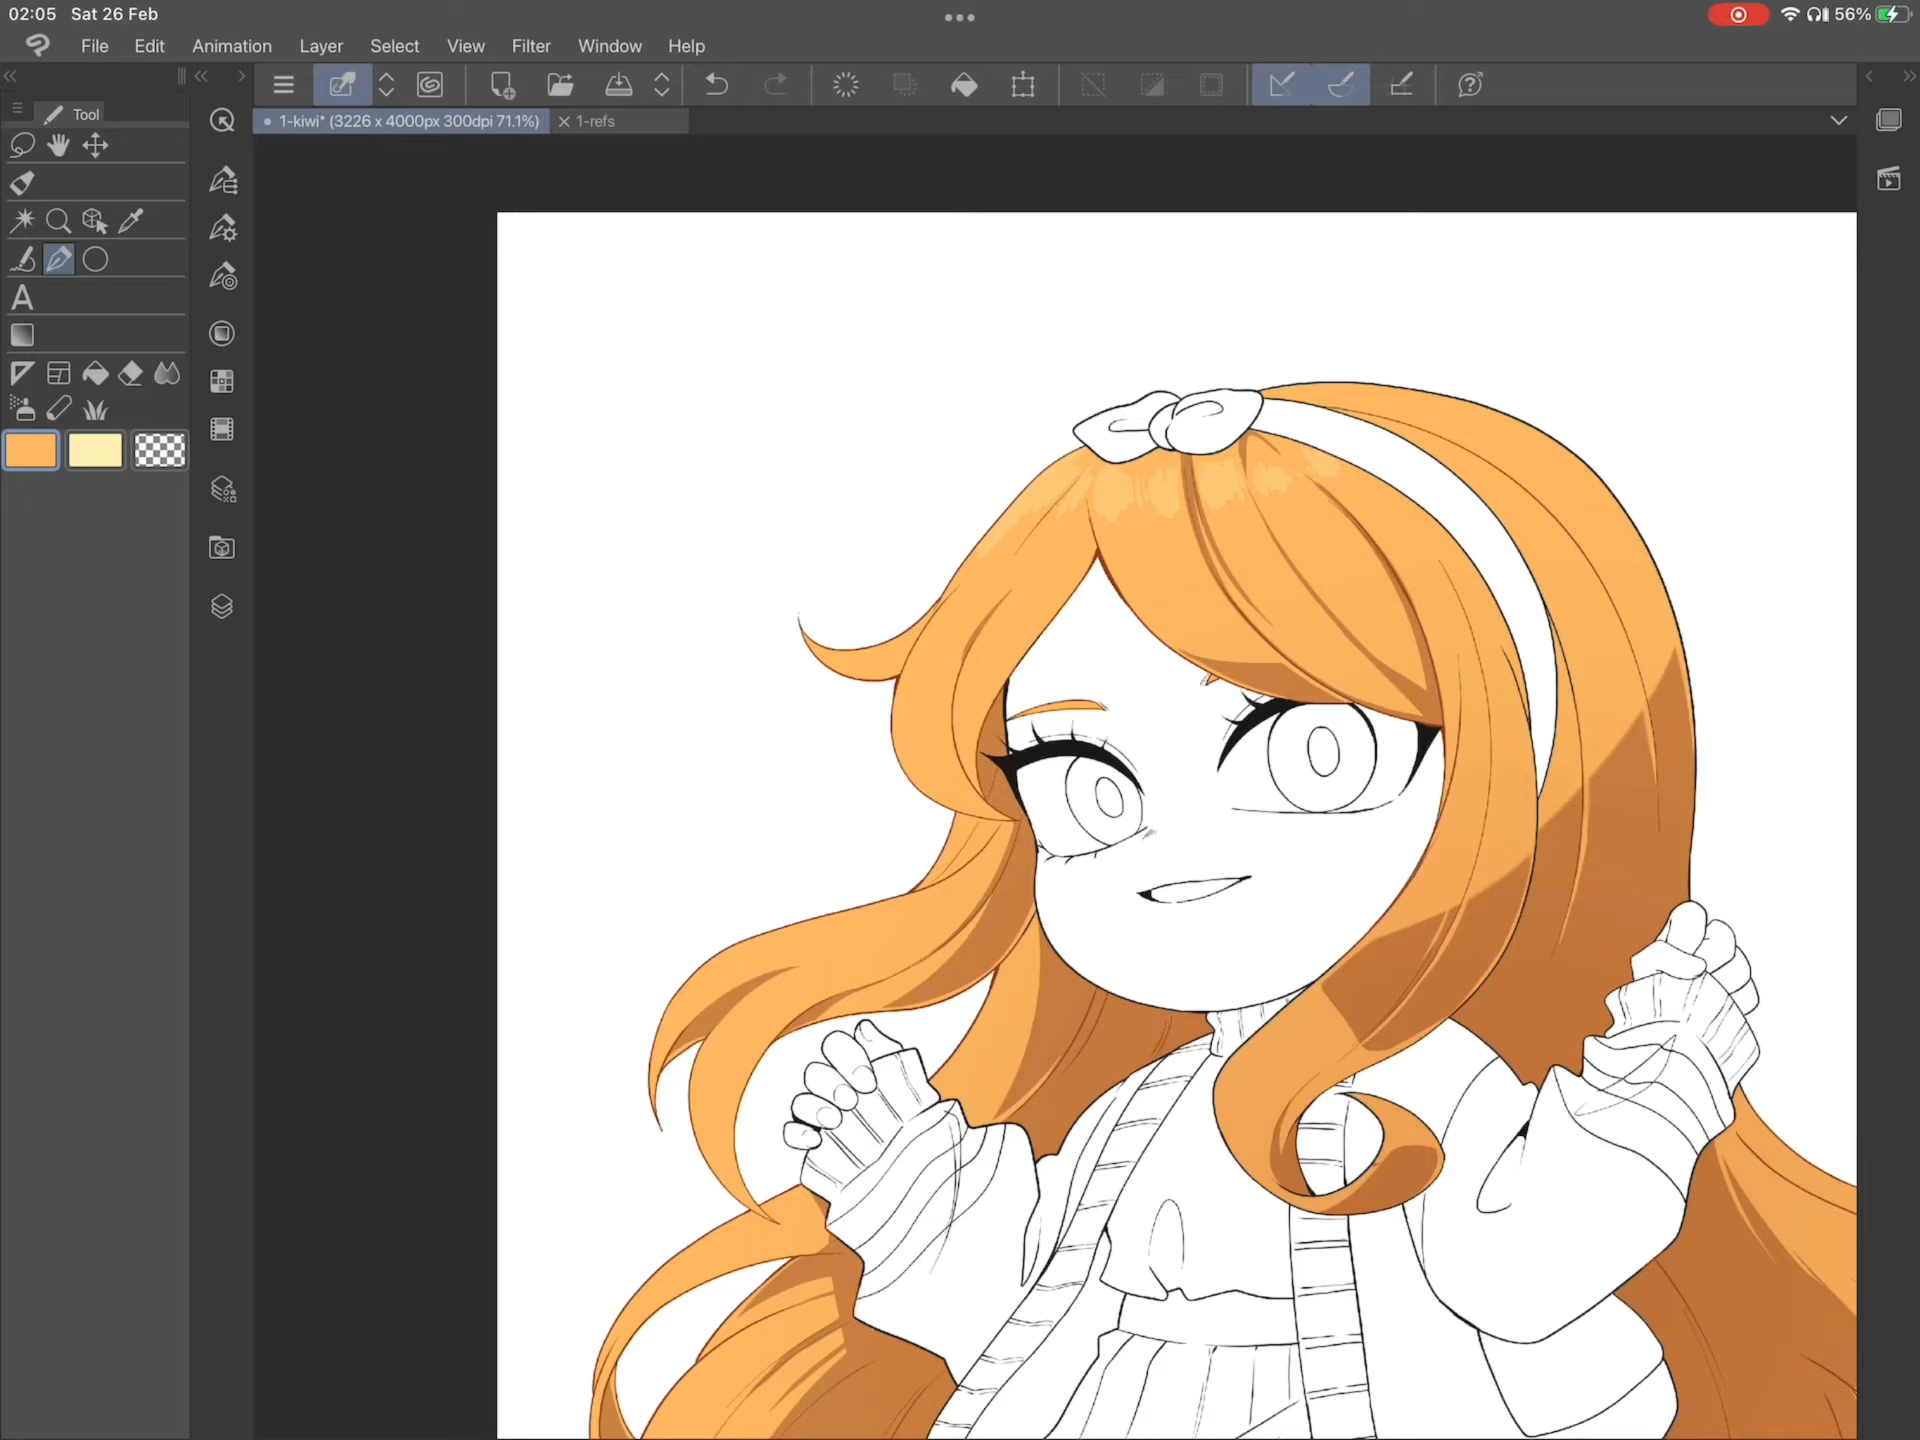 02:05 Sat 26 Feb
56%
File Edit Animation Layer Select View Filter Window Help
Tool
1-kiwi* (3226 x 4000px 300dpi 71.1%)
1-refs
A